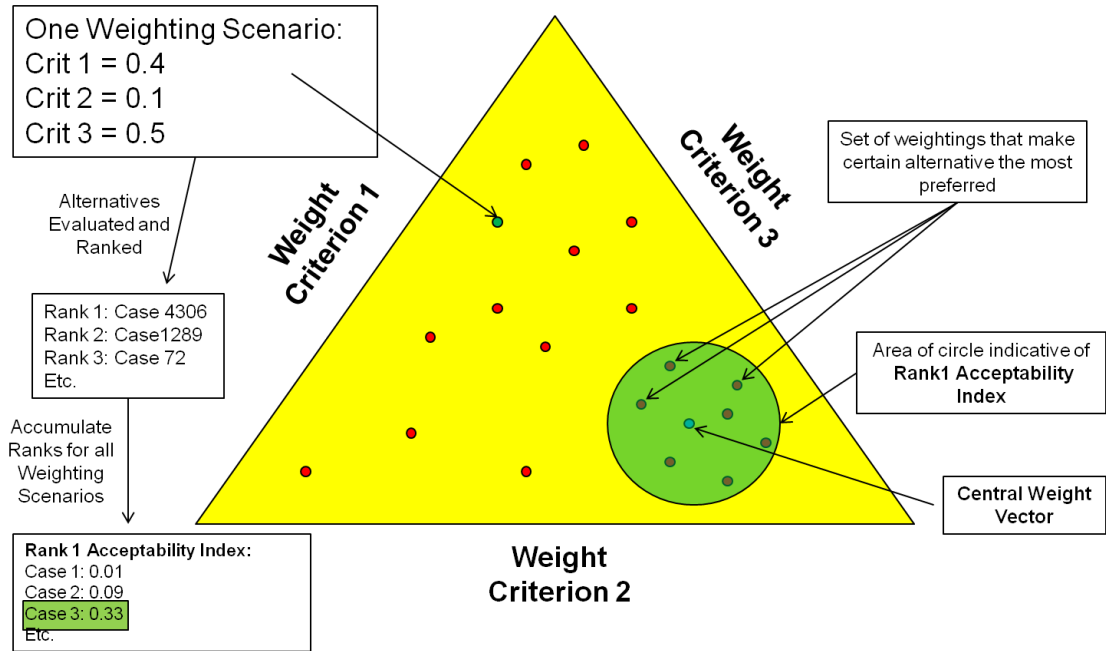 One Weighting Scenario:
Crit 1 = 0.4
Crit 2 = 0.1
Crit 3 = 0.5
Alternatives
Evaluated and
Ranked
Rank 1: Case 4306
Rank 2: Case1289
Rank 3: Case 72
Etc.
Accumulate
Ranks for all
Weighting
Scenarios
Rank 1 Acceptability Index:
Case 1: 0.01
Case 2: 0.09
Case 3: 0.33
Etc.
Weight
Criterion 1
Weight
Criterion 3
Weight
Criterion 2
Set of weightings that make
certain alternative the most
preferred
Area of circle indicative of
Rank1 Acceptability
Index
Central Weight
Vector